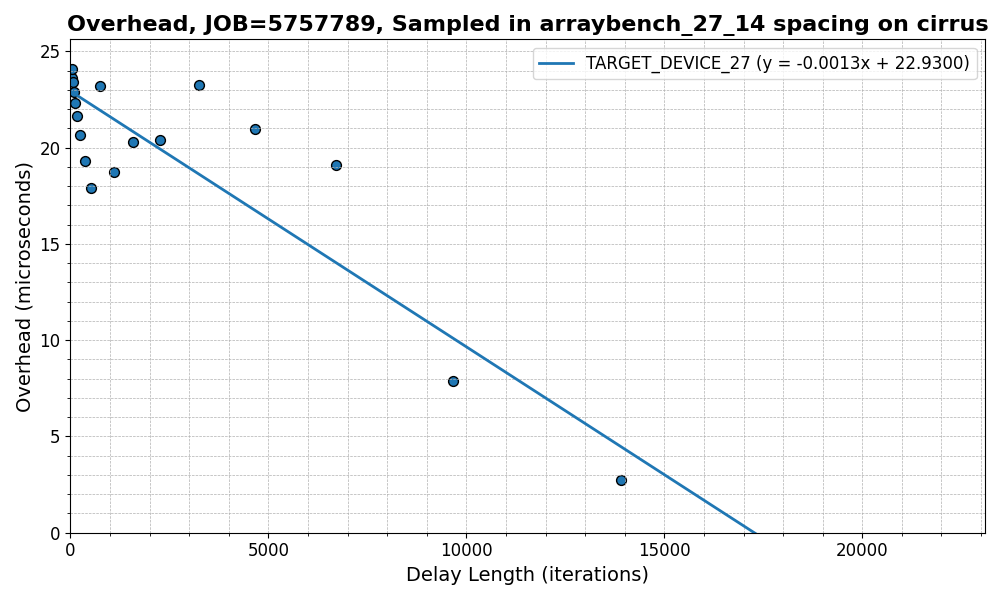 Overhead, JOB=5757789, Sampled in arraybench_27_14 spacing on cirrus
TARGET_DEVICE_27 (y = -0.0013x + 22.9300)
Overhead (microseconds)
25
20
15
10
5
0
0 5000 10000 15000 20000
Delay Length (iterations)